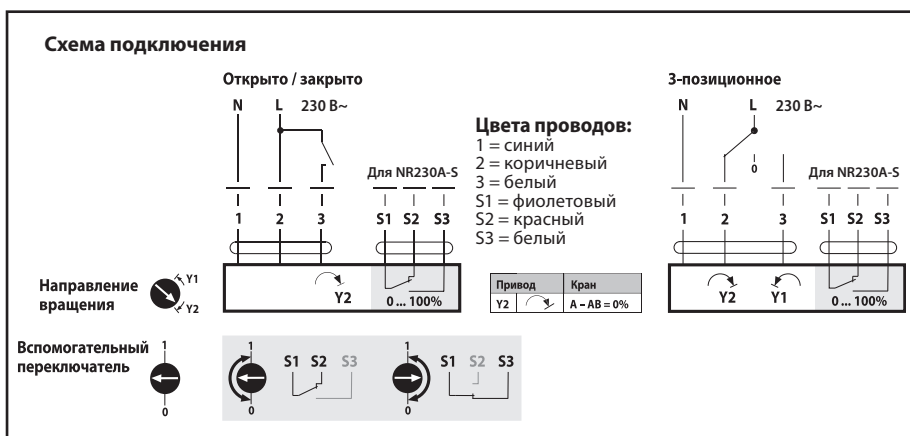 Схема подключения
Открыто / закрыто
N L 230 В~
Для NR230A-S
1 2 3 S1 S2 S3
Y2 0 ... 100%
Цвета проводов:
1 = синий
2 = коричневый
3 = белый
S1 = фиолетовый
S2 = красный
S3 = белый
Привод Кран
Y2 A – AB = 0%
3-позиционное
N L 230 В~
0
Для NR230A-S
1 2 3 S1 S2 S3
Y2 Y1 0 ... 100%
Направление
вращения
Y1
Y2
Вспомогательный
переключатель
1
0
1
0
S1 S2 S3
1
0
S1 S2 S3